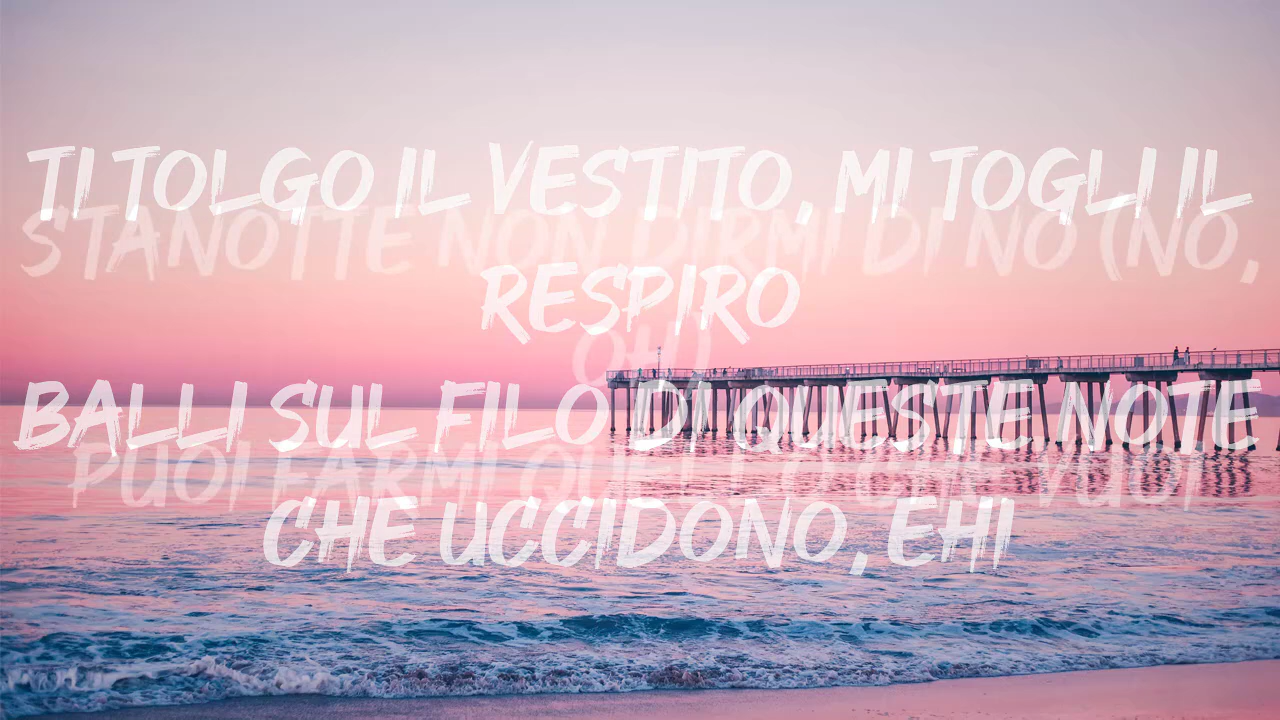 TI TOLGO IL VESTITO, MI TOGLI IL
STANOTTE NON DIRMI DI NO (NO,
RESPIRO
OH)
BALLI SUL FILO DI QUESTE NOTE
PUOI FARMI QUELLO CHE VUOI
CHE UCCIDONO, EHI